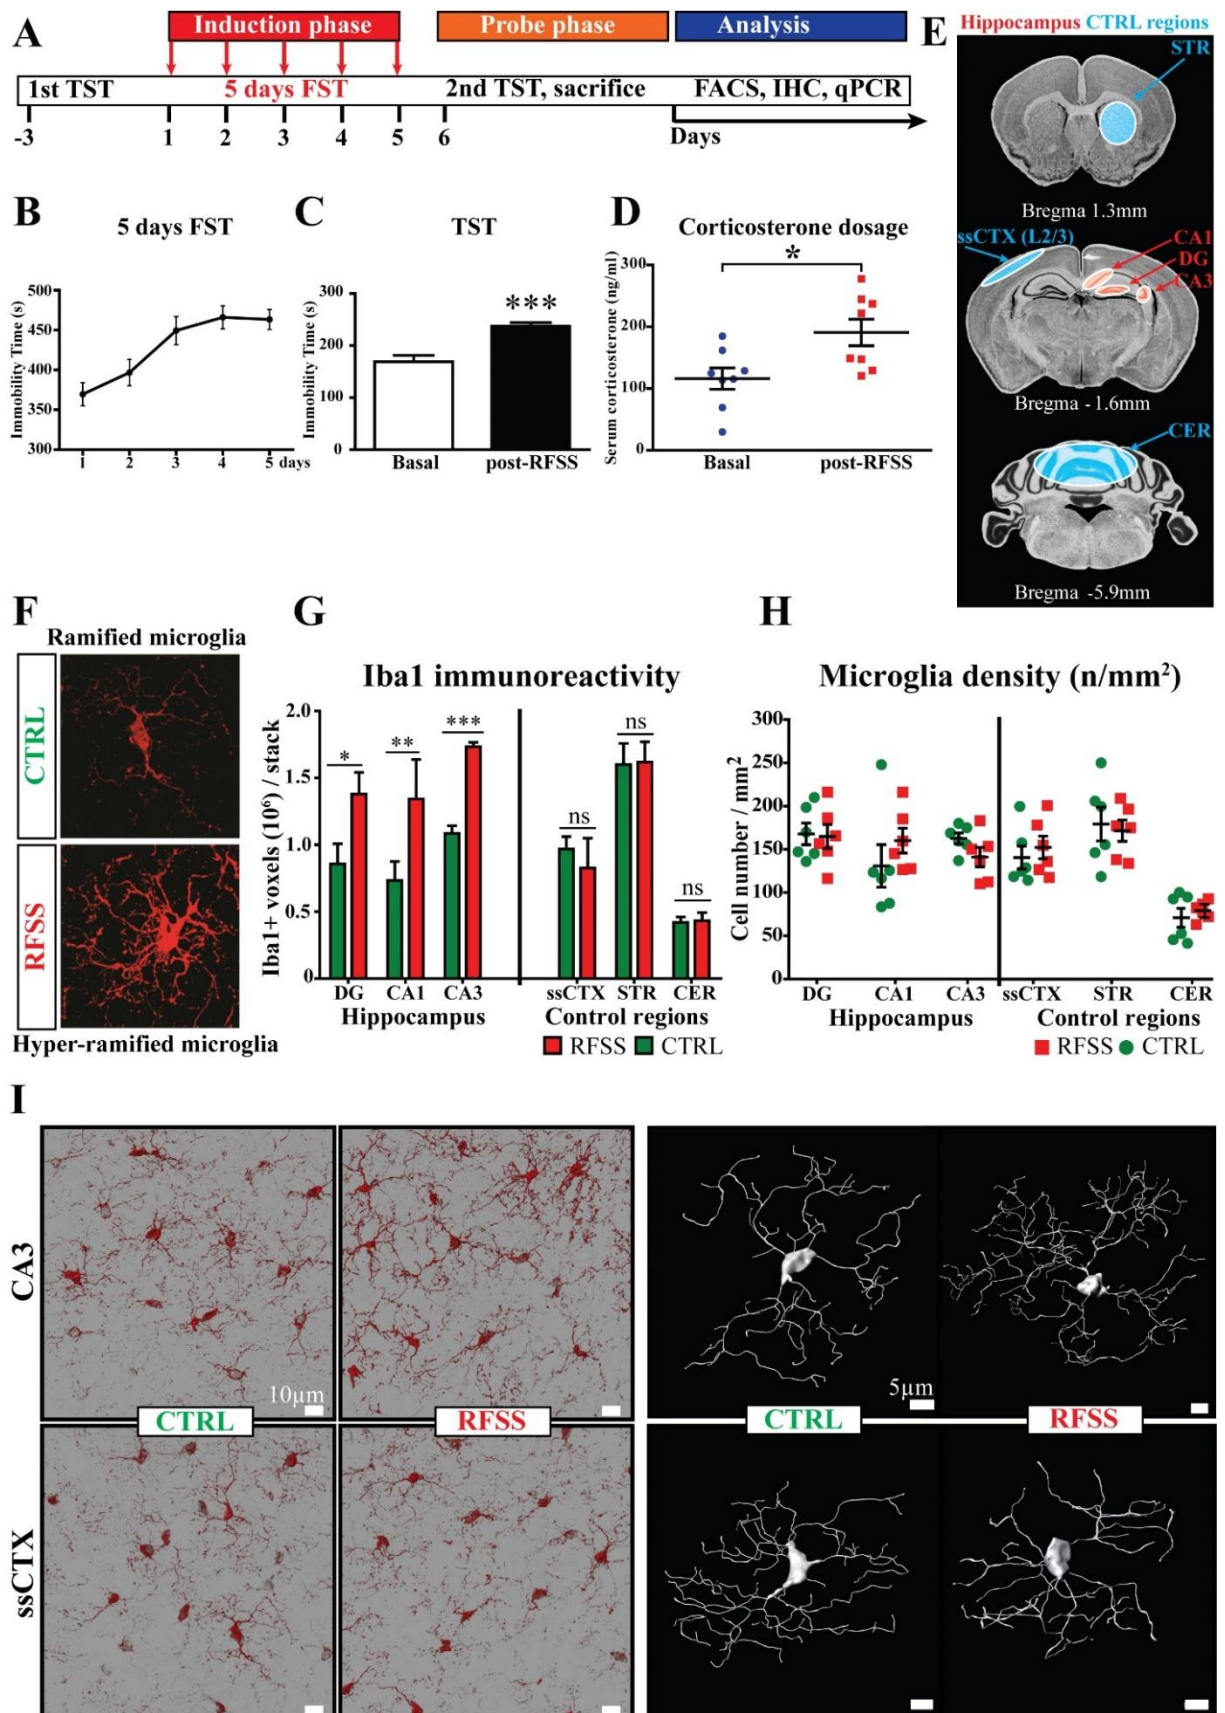 A
Induction phase
Probe phase
Analysis
1st TST
5 days FST
2nd TST, sacrifice
FACS, IHC, qPCR
-3
1
2
3
4
5
6
Days
B
5 days FST
Immobility Time (s)
500
450
400
350
300
1
2
3
4
5 days
C
TST
Immobility Time (s)
300
200
100
0
***
Basal
post-RFSS
D
Corticosterone dosage
Serum corticosterone (ng/ml)
300
200
100
0
*
Basal
post-RFSS
E
Hippocampus CTRL regions
STR
Bregma 1.3mm
ssCTX (L2/3)
CA1
DG
CA3
Bregma -1.6mm
CER
Bregma -5.9mm
F
Ramified microglia
CTRL
RFSS
Hyper-ramified microglia
G
Iba1 immunoreactivity
Iba1+ voxels (10⁶) / stack
2.0
1.5
1.0
0.5
0
*
**
***
ns
ns
ns
DG
CA1
CA3
ssCTX
STR
CER
Hippocampus
Control regions
RFSS
CTRL
H
Microglia density (n/mm²)
Cell number / mm²
300
250
200
150
100
50
0
DG
CA1
CA3
ssCTX
STR
CER
Hippocampus
Control regions
RFSS
CTRL
I
CA3
10µm
5µm
CTRL
RFSS
CTRL
RFSS
ssCTX